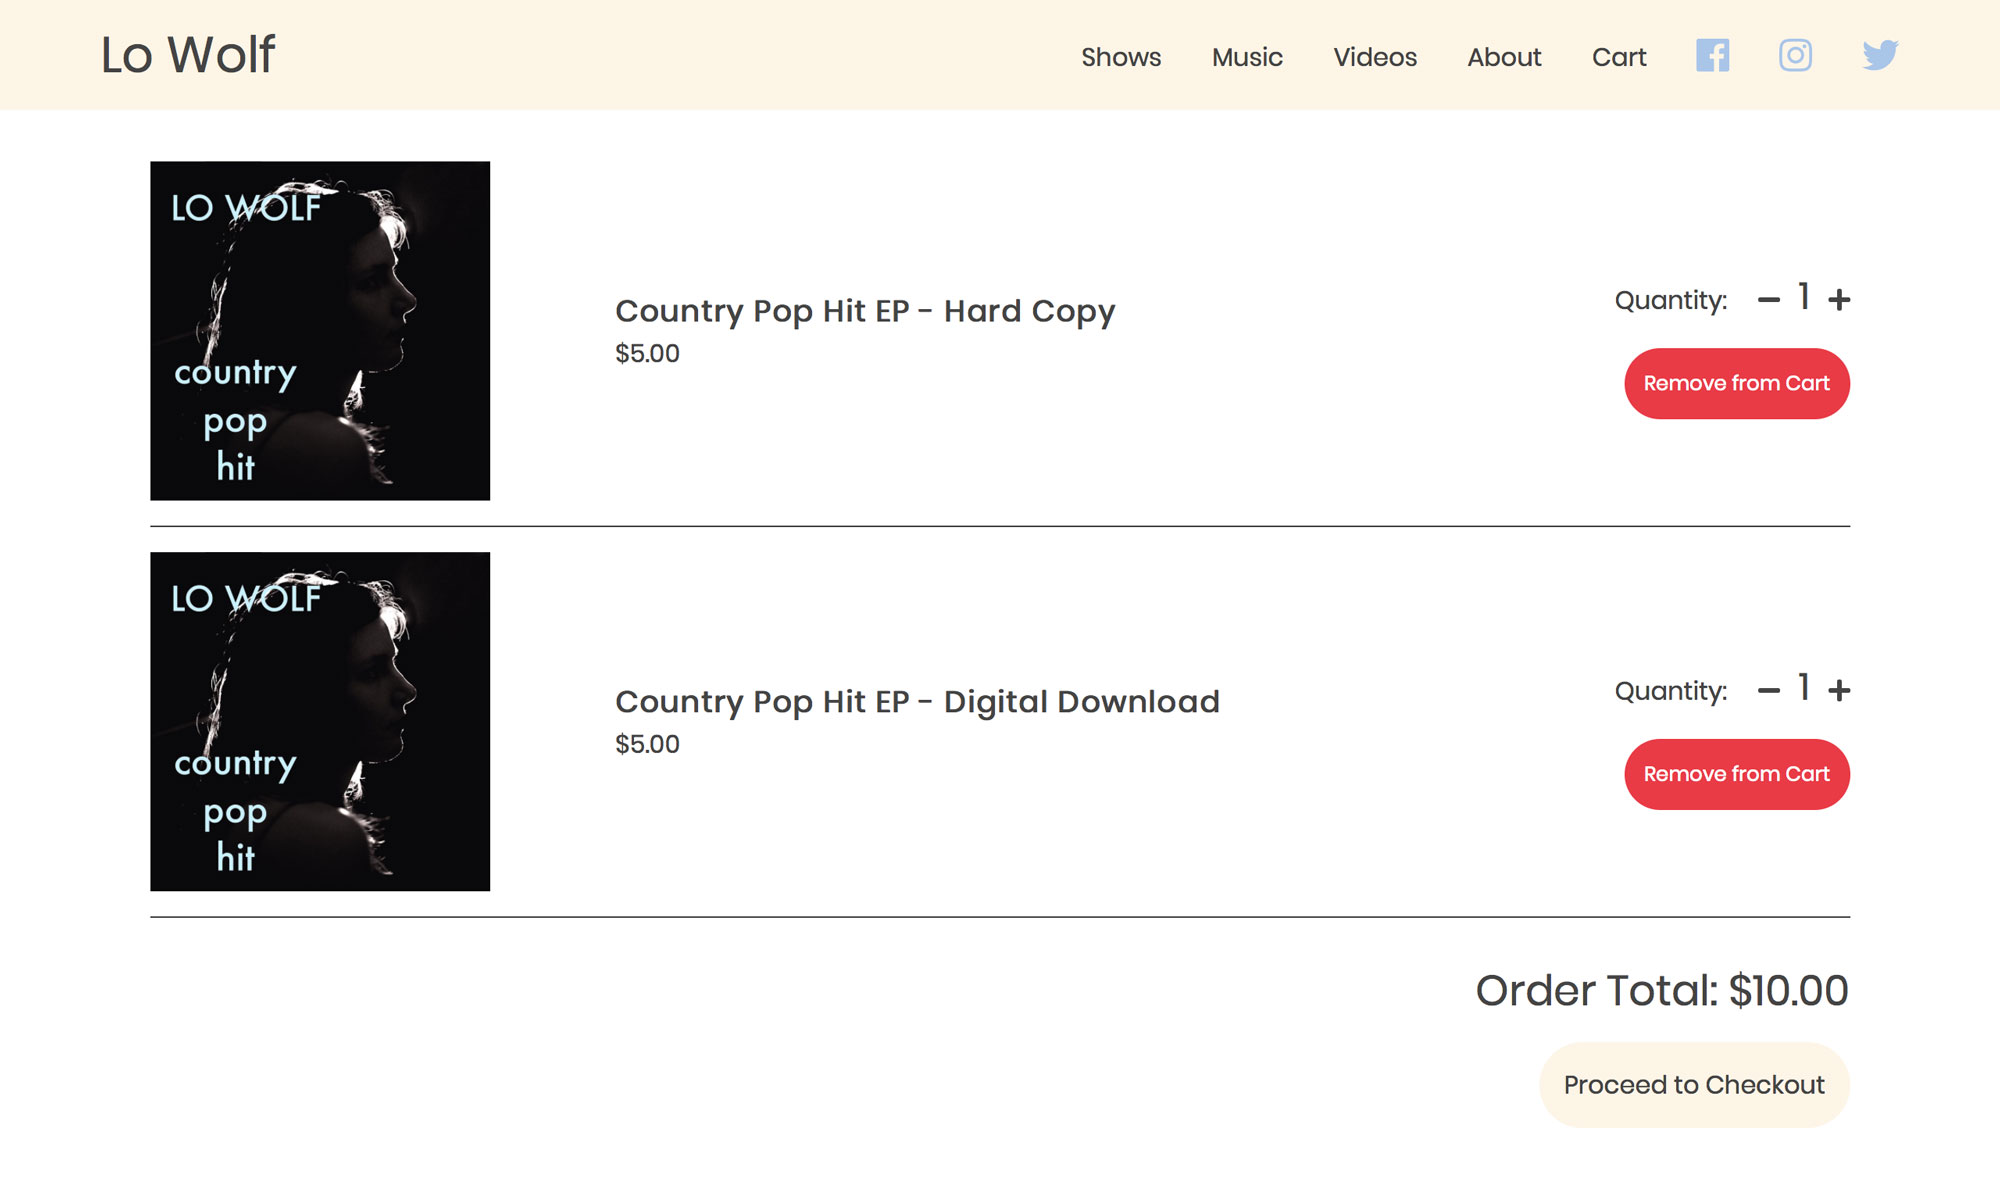 Lo Wolf
Shows Music Videos About Cart
LO WOLF
country
pop
hit
Country Pop Hit EP - Hard Copy
$5.00
Quantity: − 1 +
Remove from Cart
LO WOLF
country
pop
hit
Country Pop Hit EP - Digital Download
$5.00
Quantity: − 1 +
Remove from Cart
Order Total: $10.00
Proceed to Checkout